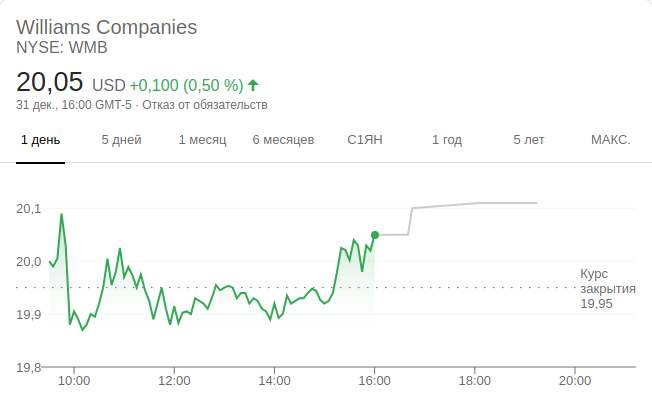 Williams Companies
NYSE: WMB
20,05 USD +0,100 (0,50 %)
31 дек., 16:00 GMT-5 · Отказ от обязательств
1 день 5 дней 1 месяц 6 месяцев С1ЯН 1 год 5 лет МАКС.
20,1
20,0
Курс
закрытия
19,95
19,9
19,8
10:00 12:00 14:00 16:00 18:00 20:00